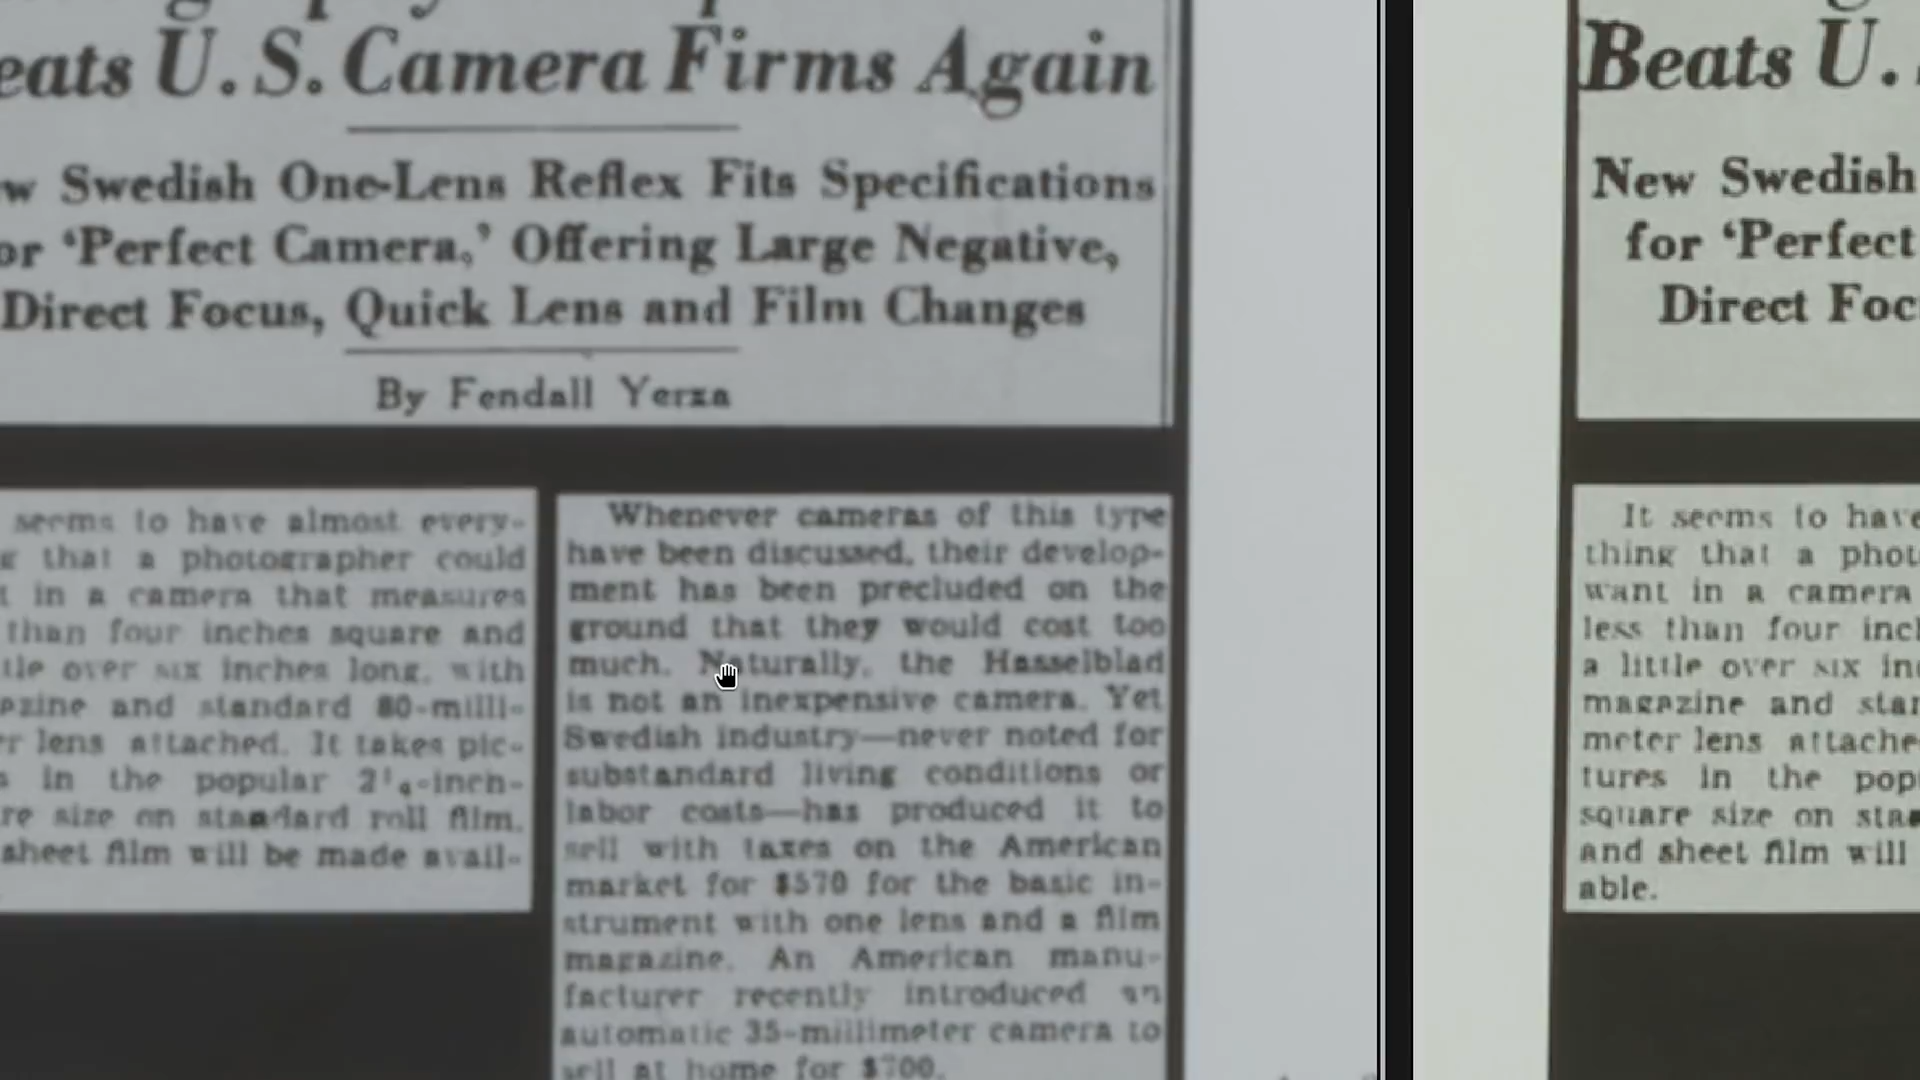 eats U.S. Camera Firms Again
w Swedish One-Lens Reflex Fits Specifications
or ‘Perfect Camera,’ Offering Large Negative,
Direct Focus, Quick Lens and Film Changes
By Fendall Yerxa
seems to have almost every-
g that a photographer could
t in a camera that measures
than four inches square and
tle over six inches long, with
azine and standard 80-milli-
r lens attached. It takes pic-
s in the popular 2¼-inch-
re size on standard roll film,
sheet film will be made avail-
Whenever cameras of this type
have been discussed, their develop-
ment has been precluded on the
ground that they would cost too
much. Naturally, the Hasselblad
is not an inexpensive camera. Yet
Swedish industry—never noted for
substandard living conditions or
labor costs—has produced it to
sell with taxes on the American
market for $570 for the basic in-
strument with one lens and a film
magazine. An American manu-
facturer recently introduced an
automatic 35-millimeter camera to
sell at home for $700.
Beats U.
New Swedish
for ‘Perfect
Direct Foc
It seems to have
thing that a phot
want in a camera
less than four incl
a little over six in
magazine and star
meter lens attache
tures in the pop
square size on sta
and sheet film will
able.